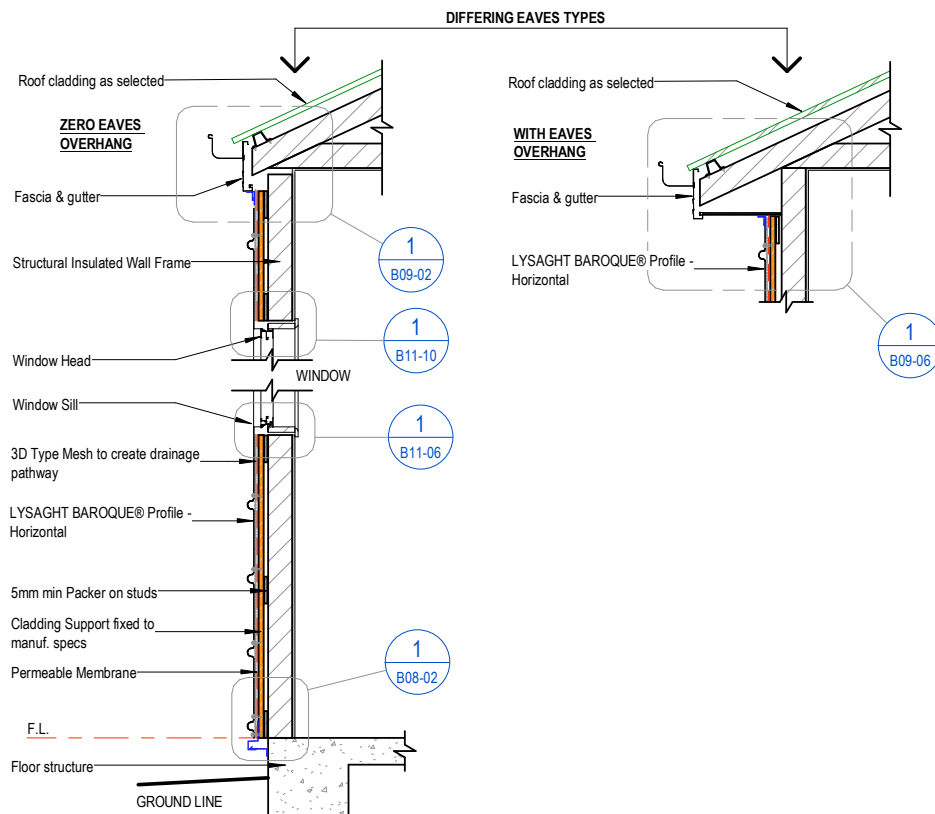 DIFFERING EAVES TYPES
Roof cladding as selected
ZERO EAVES
OVERHANG
Fascia & gutter
Structural Insulated Wall Frame
1
B09-02
Window Head
1
B11-10
WINDOW
Window Sill
1
B11-06
3D Type Mesh to create drainage
pathway
LYSAGHT BAROQUE® Profile -
Horizontal
5mm min Packer on studs
Cladding Support fixed to
manuf. specs
Permeable Membrane
1
B08-02
F.L.
Floor structure
GROUND LINE
Roof cladding as selected
WITH EAVES
OVERHANG
Fascia & gutter
LYSAGHT BAROQUE® Profile -
Horizontal
1
B09-06